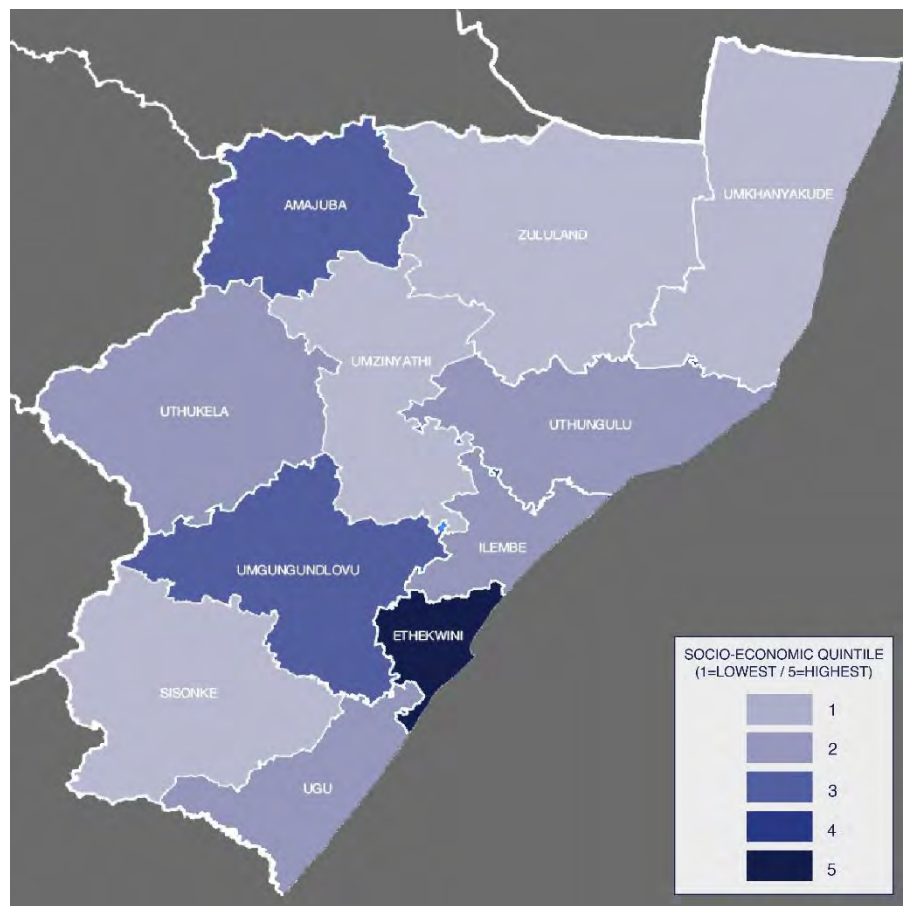 AMAJUBA
UMKHANYAKUDE
ZULULAND
UMZINYATHI
UTHUKELA
UTHUNGULU
ILEMBE
UMGUNGUNDLOVU
ETHEKWINI
SISONKE
UGU
SOCIO-ECONOMIC QUINTILE
(1=LOWEST / 5=HIGHEST)
1
2
3
4
5